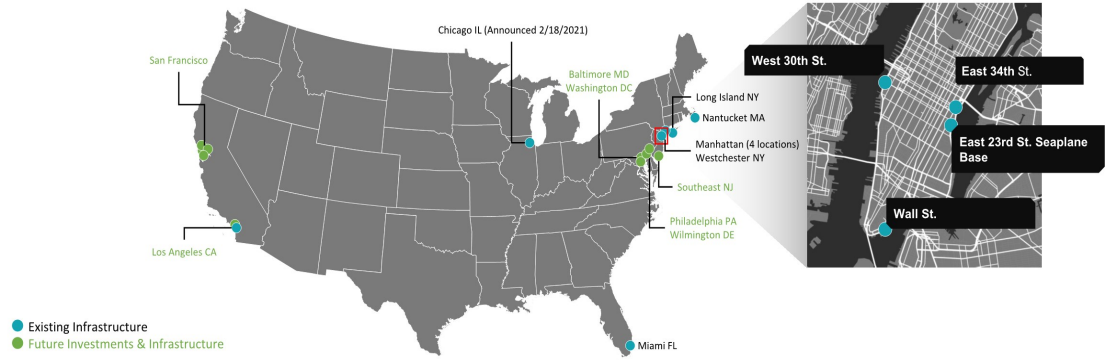 Chicago IL (Announced 2/18/2021)
San Francisco
Baltimore MD
Washington DC
Long Island NY
Nantucket MA
Manhattan (4 locations)
Westchester NY
Southeast NJ
Philadelphia PA
Wilmington DE
Los Angeles CA
Miami FL
Existing Infrastructure
Future Investments & Infrastructure
West 30th St.
East 34th St.
East 23rd St. Seaplane
Base
Wall St.